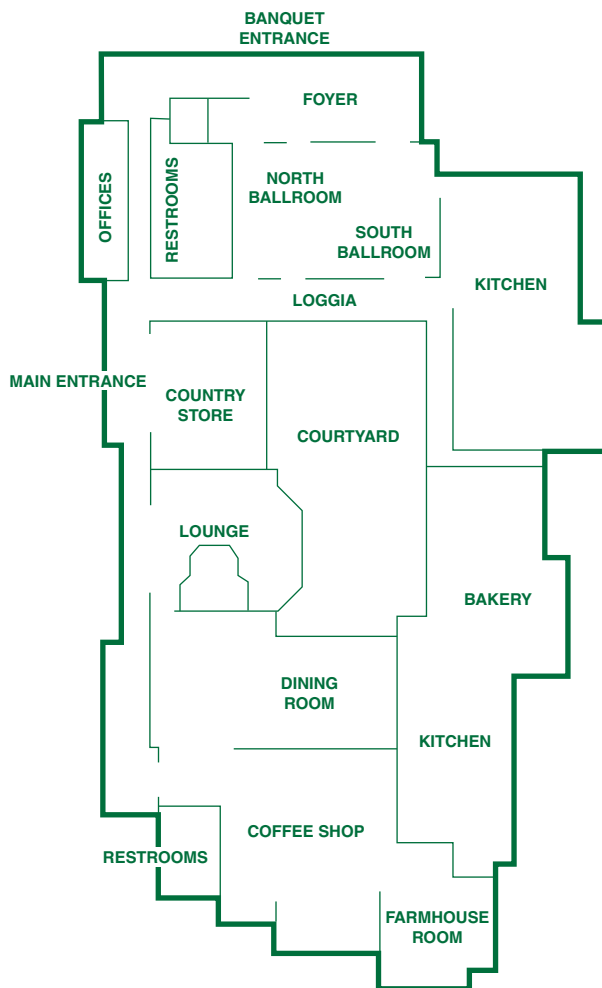 BANQUET
ENTRANCE
FOYER
OFFICES
RESTROOMS
NORTH
BALLROOM
SOUTH
BALLROOM
KITCHEN
LOGGIA
MAIN ENTRANCE
COUNTRY
STORE
COURTYARD
LOUNGE
BAKERY
DINING
ROOM
KITCHEN
COFFEE SHOP
RESTROOMS
FARMHOUSE
ROOM